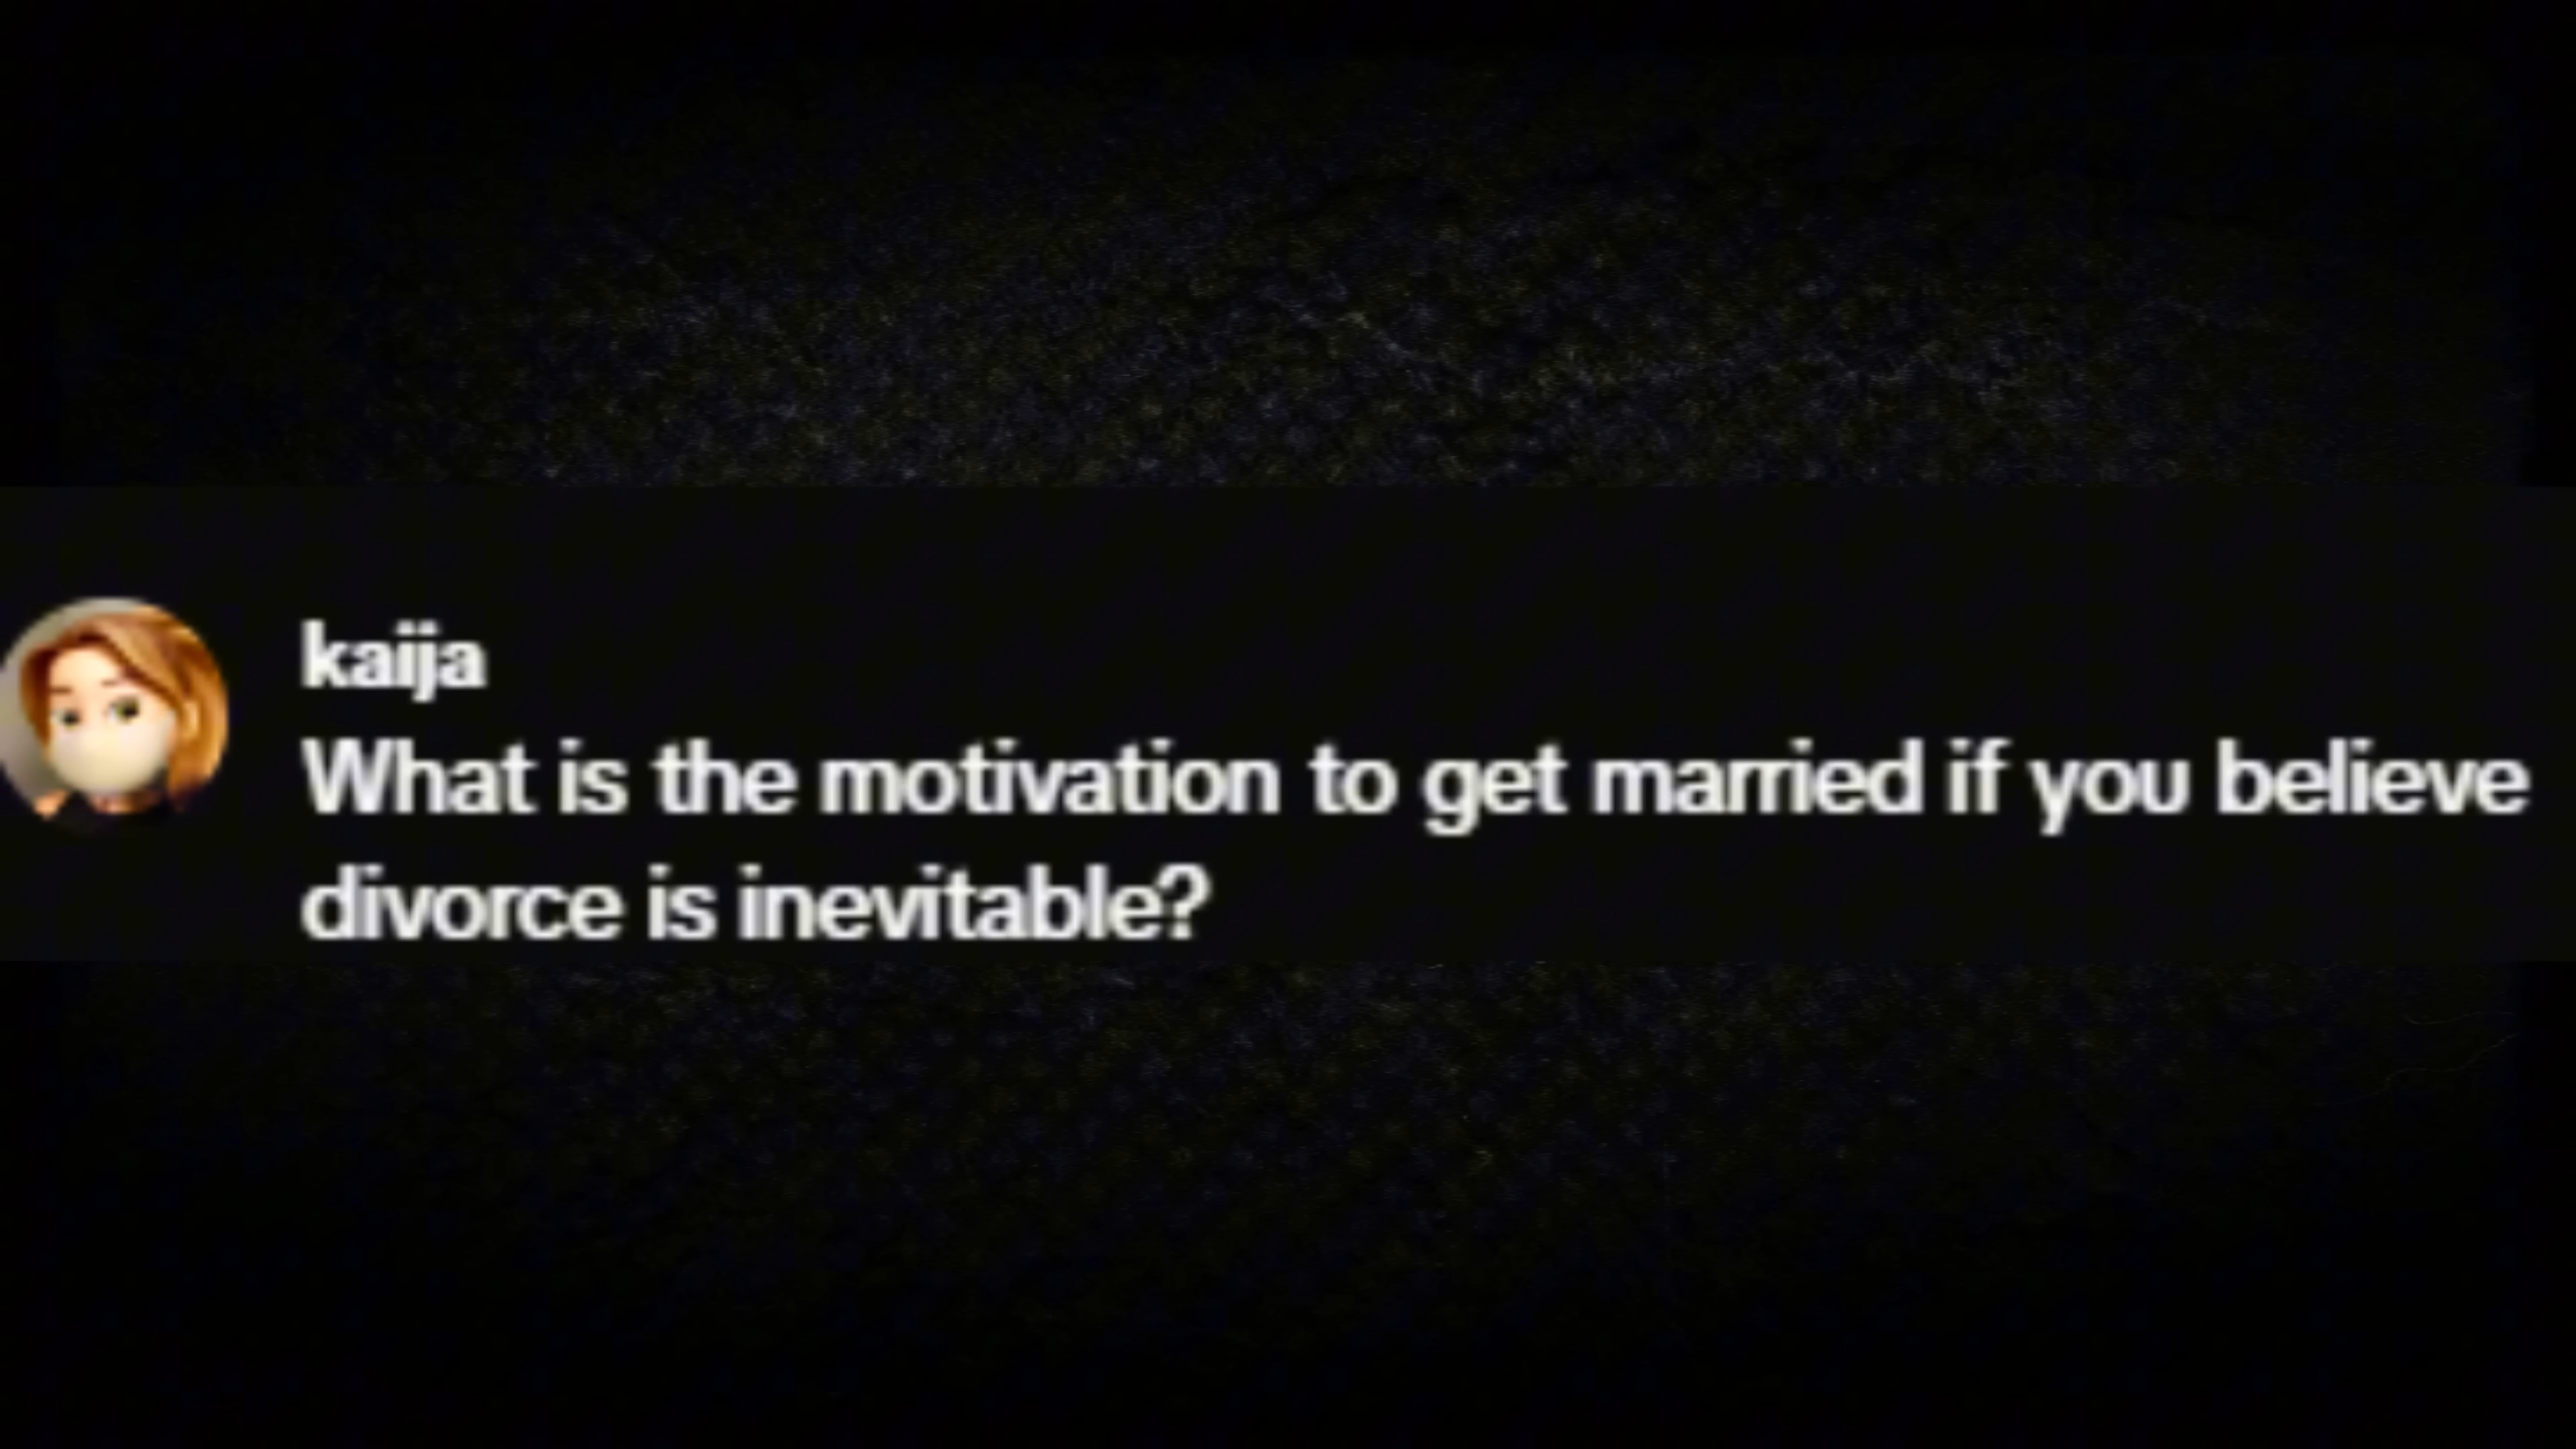 kaija
What is the motivation to get married if you believe
divorce is inevitable?